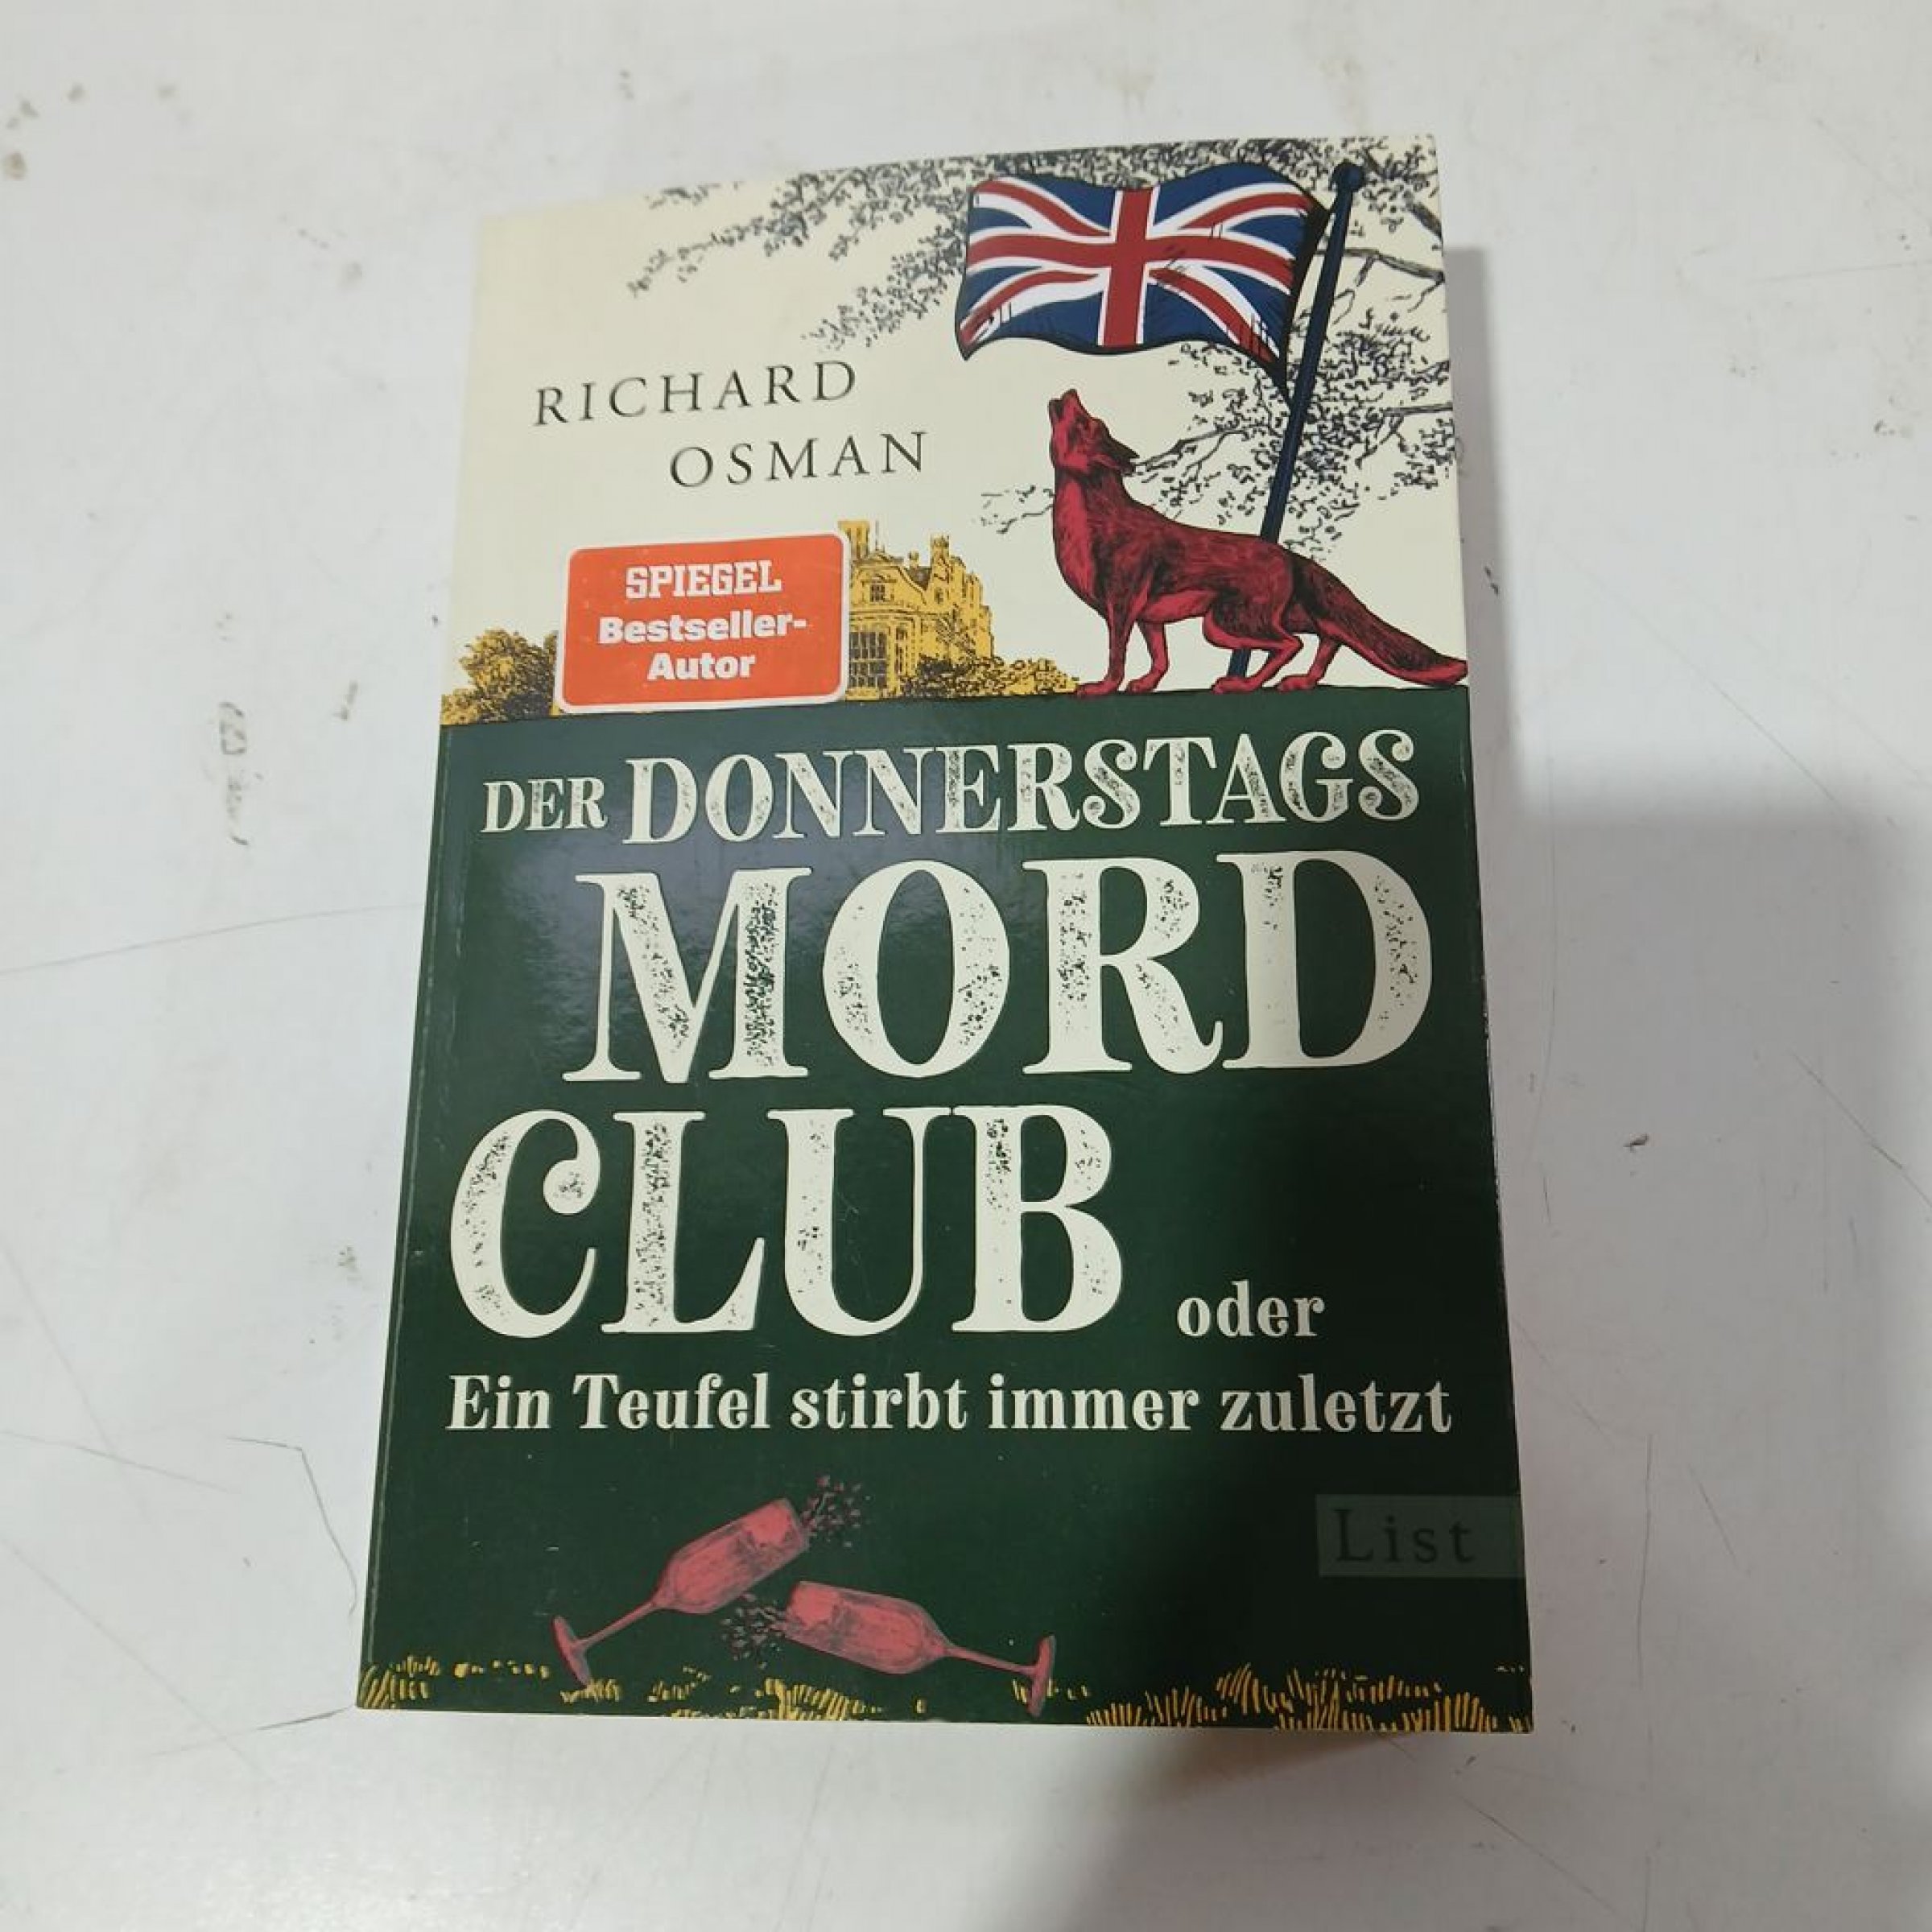 RICHARD
OSMAN
SPIEGEL
Bestseller-
Autor
DER DONNERSTAGS
MORD
CLUB oder
Ein Teufel stirbt immer zuletzt
List